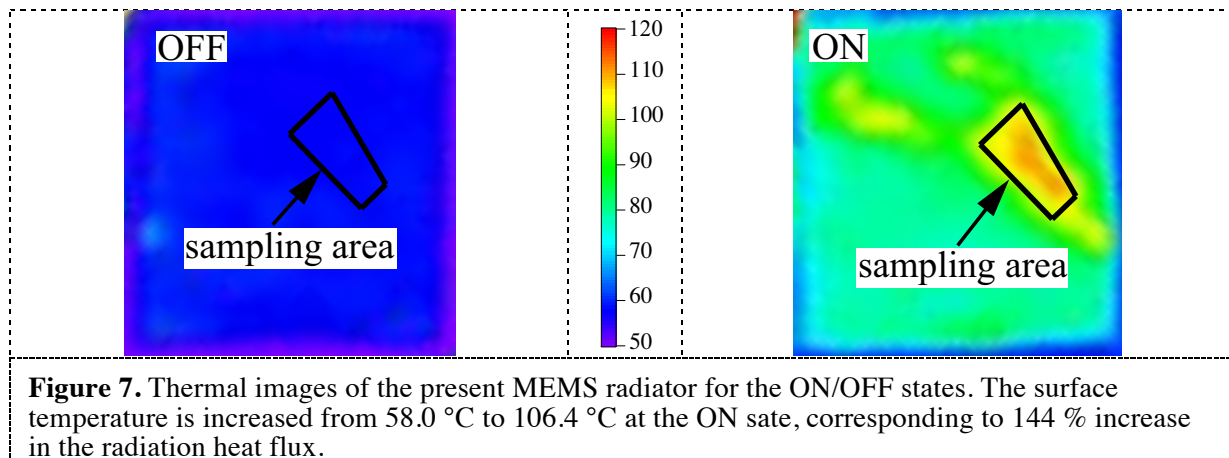 OFF
sampling area
120
110
100
90
80
70
60
50
ON
sampling area
Figure 7. Thermal images of the present MEMS radiator for the ON/OFF states. The surface
temperature is increased from 58.0 °C to 106.4 °C at the ON sate, corresponding to 144 % increase
in the radiation heat flux.